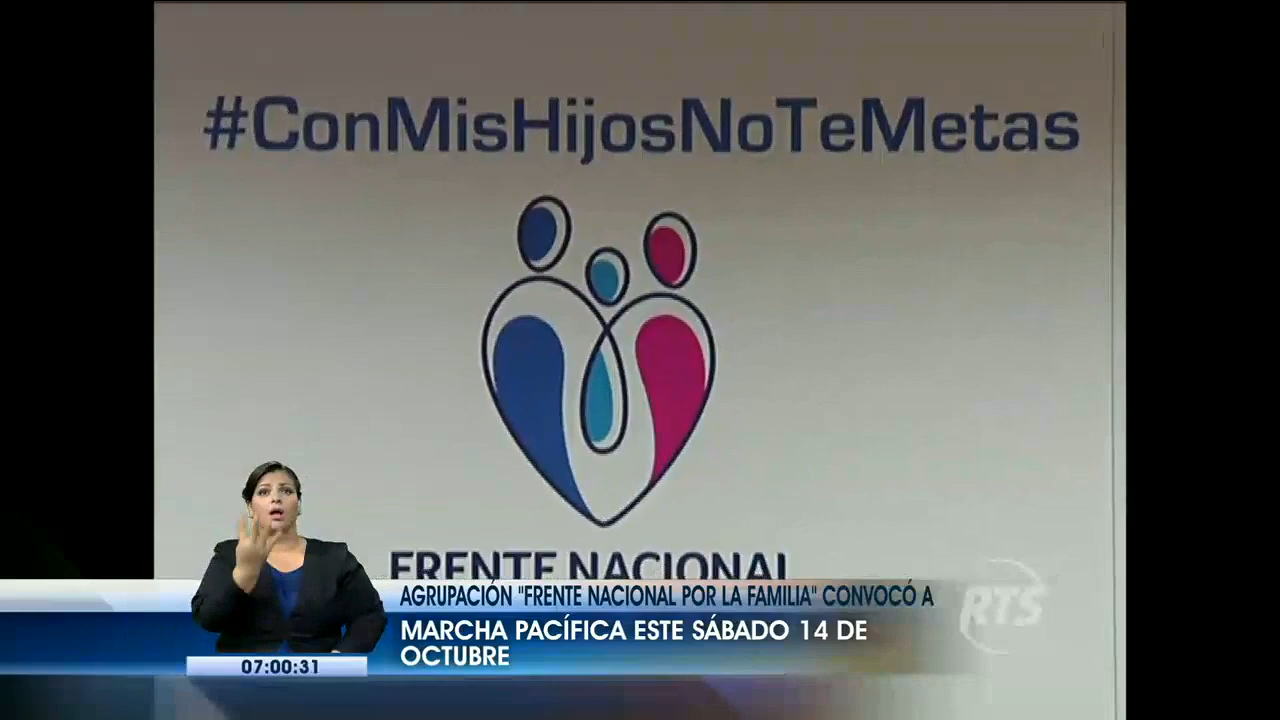 #ConMisHijosNoTeMetas
FRENTE NACIONAL
AGRUPACIÓN "FRENTE NACIONAL POR LA FAMILIA" CONVOCÓ A
MARCHA PACÍFICA ESTE SÁBADO 14 DE
OCTUBRE
RTS
07:00:31